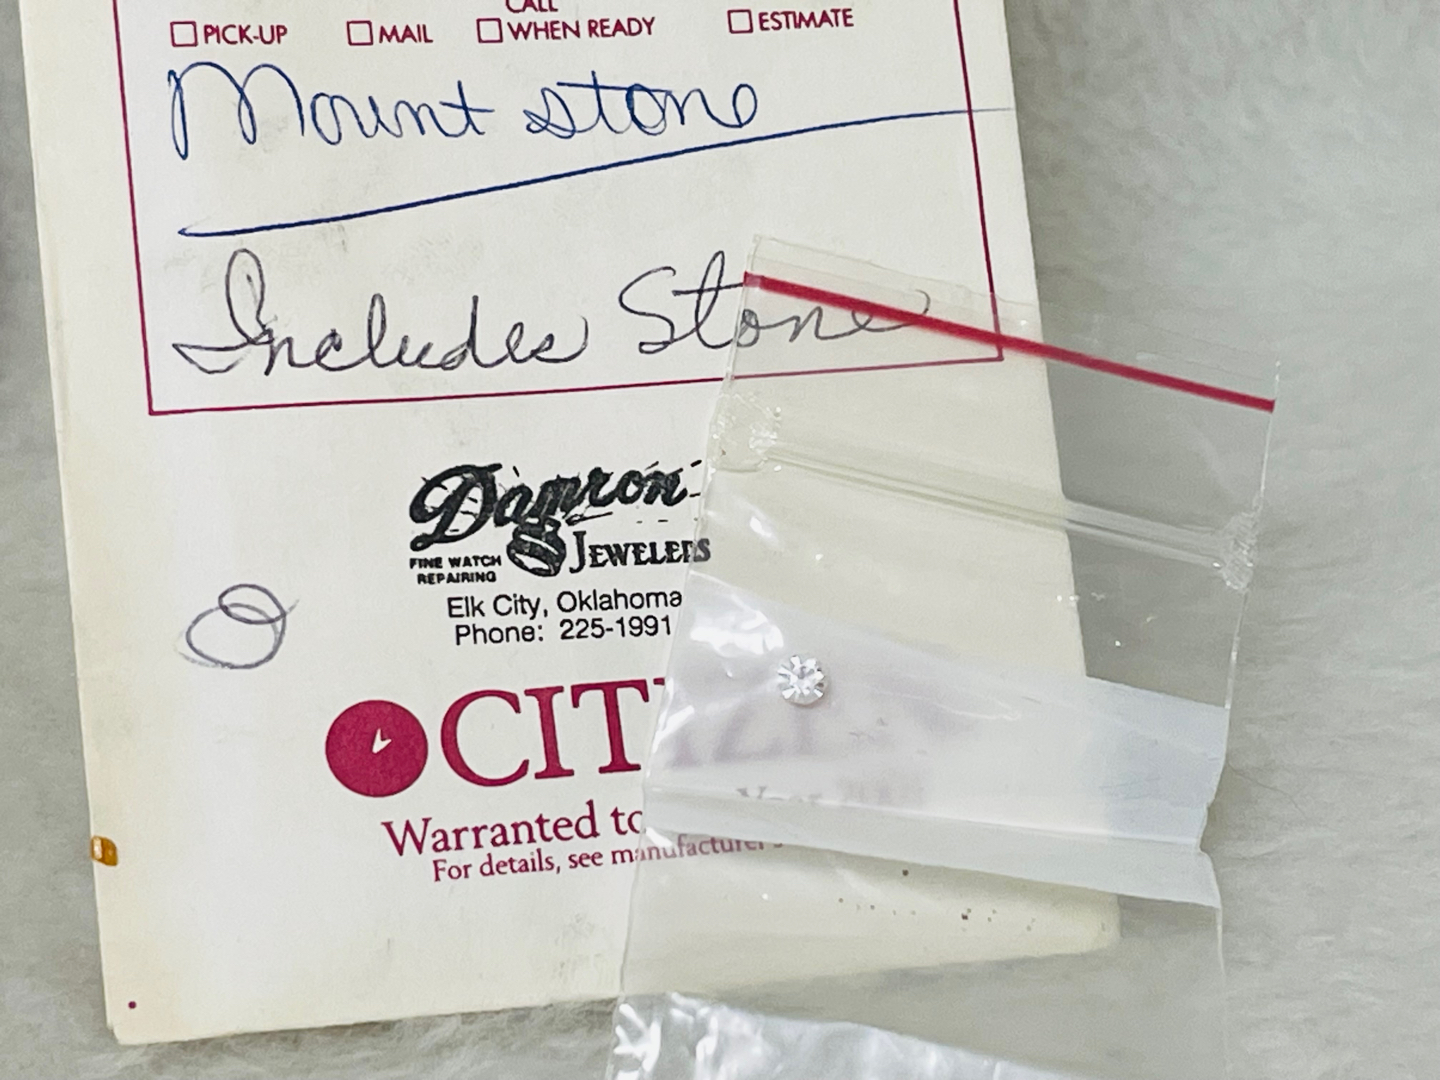 CALL
☐ PICK-UP ☐ MAIL ☐ WHEN READY ☐ ESTIMATE
Mount stone
Includes Stone
Damron
JEWELERS
FINE WATCH
REPAIRING
Elk City, Oklahoma
Phone: 225-1991
CITIZEN
Warranted to
For details, see manufacturer's